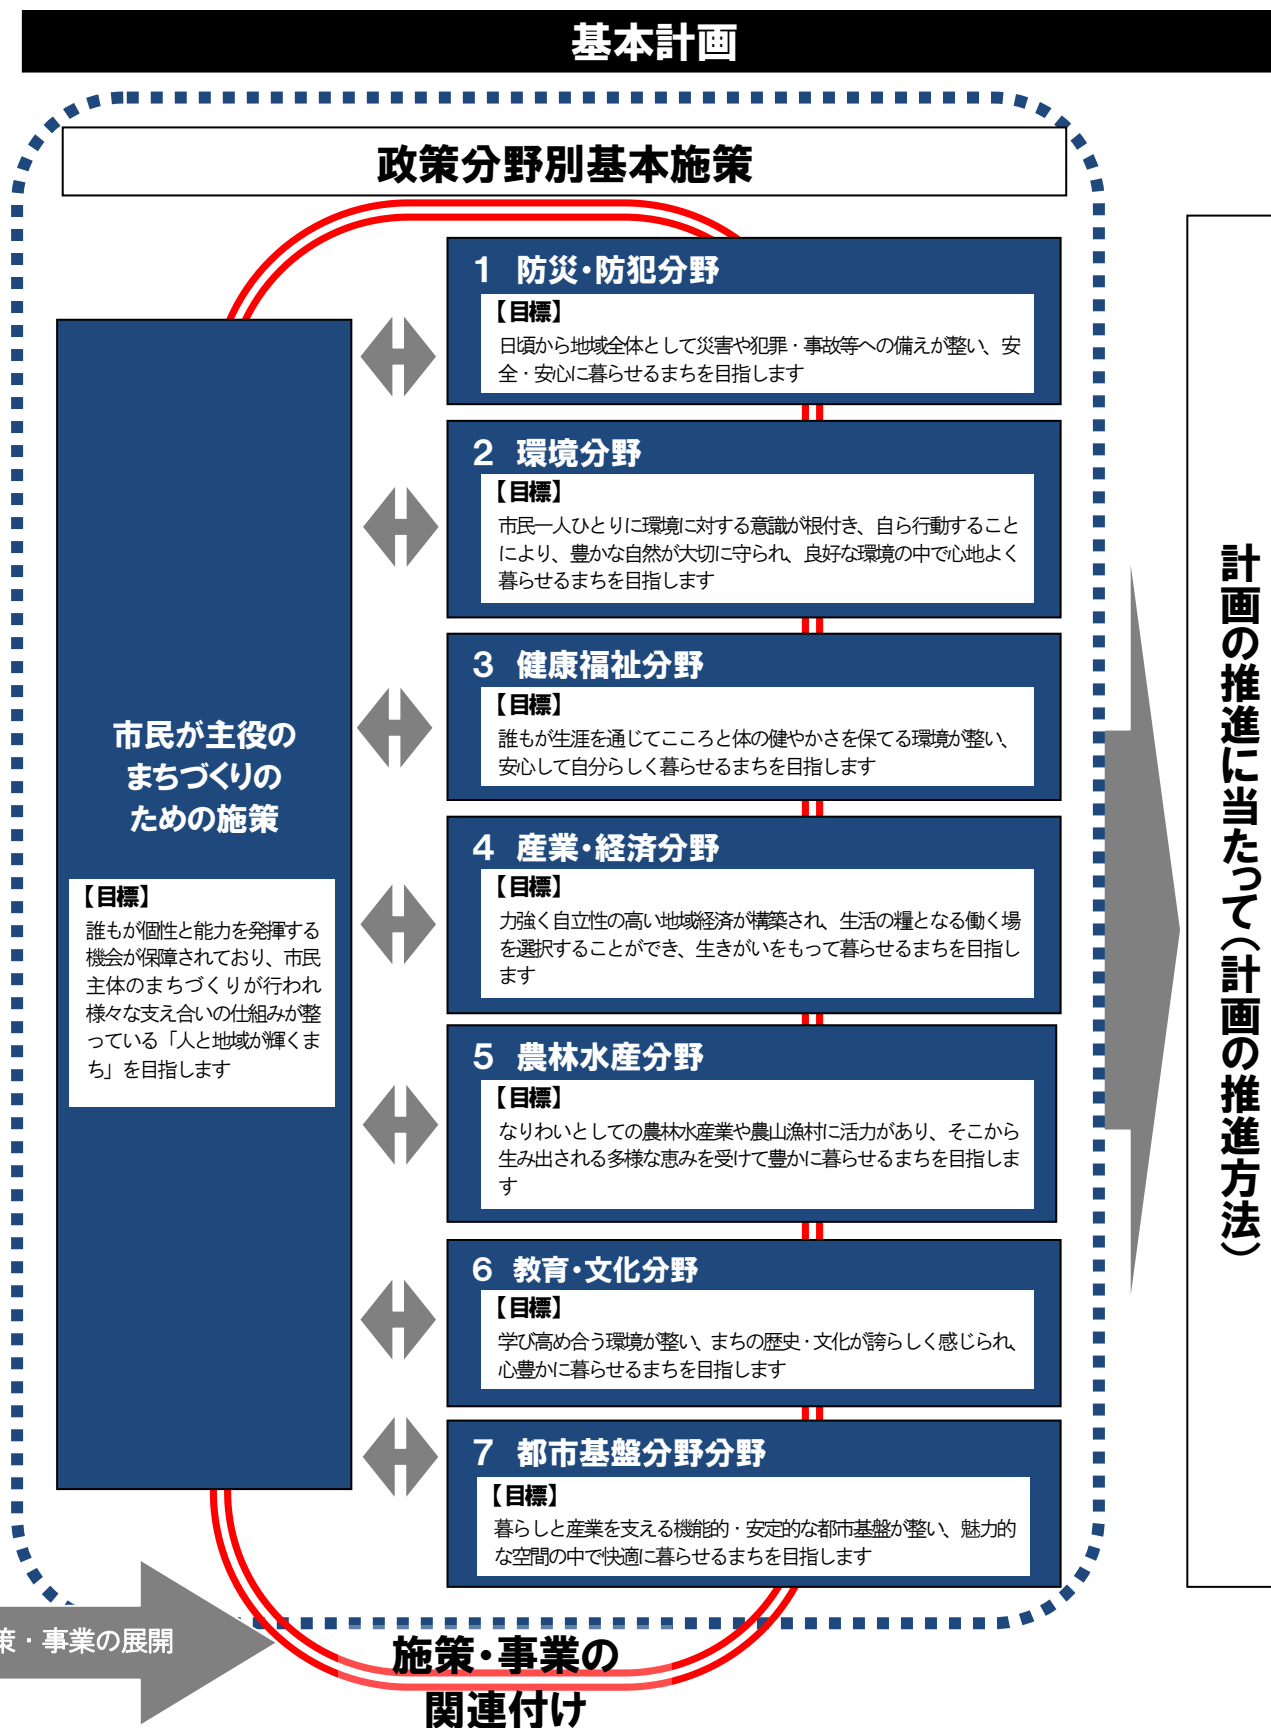 基本計画
政策分野別基本施策
市民が主役の
まちづくりの
ための施策
【目標】
誰もが個性と能力を発揮する
機会が保障されており、市民
主体のまちづくりが行われ
様々な支え合いの仕組みが整
っている「人と地域が輝くま
ち」を目指します
1 防災・防犯分野
【目標】
日頃から地域全体として災害や犯罪・事故等への備えが整い、安
全・安心に暮らせるまちを目指します
2 環境分野
【目標】
市民一人ひとりに環境に対する意識が根付き、自ら行動すること
により、豊かな自然が大切に守られ、良好な環境の中で心地よく
暮らせるまちを目指します
3 健康福祉分野
【目標】
誰もが生涯を通じてこころと体の健やかさを保てる環境が整い、
安心して自分らしく暮らせるまちを目指します
4 産業・経済分野
【目標】
力強く自立性の高い地域経済が構築され、生活の糧となる働く場
を選択することができ、生きがいをもって暮らせるまちを目指し
ます
5 農林水産分野
【目標】
なりわいとしての農林水産業や農山漁村に活力があり、そこから
生み出される多様な恵みを受けて豊かに暮らせるまちを目指しま
す
6 教育・文化分野
【目標】
学び高め合う環境が整い、まちの歴史・文化が誇らしく感じられ、
心豊かに暮らせるまちを目指します
7 都市基盤分野分野
【目標】
暮らしと産業を支える機能的・安定的な都市基盤が整い、魅力的
な空間の中で快適に暮らせるまちを目指します
計画の推進に当たって（計画の推進方法）
策・事業の展開
施策・事業の
関連付け